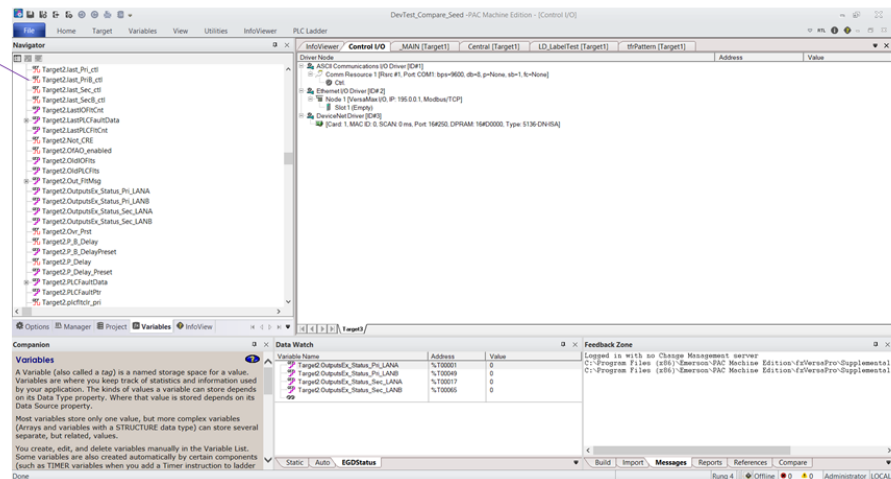 DevTest_Compare_Seed -PAC Machine Edition - [Control I/O]
File Home Target Variables View Utilities InfoViewer PLC Ladder
Navigator
Target2.last_Pri_ctl
Target2.last_PriB_ctl
Target2.last_Sec_ctl
Target2.last_SecB_ctl
Target2.LastIOFltCnt
Target2.LastPLCFaultData
Target2.LastPLCFltCnt
Target2.Not_CRE
Target2.OfAO_enabled
Target2.OldIOFlts
Target2.OldPLCFlts
Target2.Out_FltMsg
Target2.OutputsEx_Status_Pri_LANA
Target2.OutputsEx_Status_Pri_LANB
Target2.OutputsEx_Status_Sec_LANA
Target2.OutputsEx_Status_Sec_LANB
Target2.Ovr_Prst
Target2.P_B_Delay
Target2.P_B_DelayPreset
Target2.P_Delay
Target2.P_Delay_Preset
Target2.PLCFaultData
Target2.PLCFaultPtr
Target2.plcfltclr_pri
Options Manager Project Variables InfoView
InfoViewer Control I/O _MAIN [Target1] Central [Target1] LD_LabelTest [Target1] tfrPattern [Target1]
Driver Node Address Value
ASCII Communications I/O Driver [ID#1]
Comm Resource 1 [Rsrc #1, Port COM1: bps=9600, db=8, p=None, sb=1, fc=None]
Ctrl
Ethernet I/O Driver [ID# 2]
Node 1 [VersaMax I/O, IP: 195.0.0.1, Modbus/TCP]
Slot 1 (Empty)
DeviceNet Driver [ID#3]
[Card: 1, MAC ID: 0, SCAN: 0 ms, Port: 16#250, DPRAM: 16#D0000, Type: 5136-DN-ISA]
Target3
Companion
Variables
A Variable (also called a tag) is a named storage space for a value.
Variables are where you keep track of statistics and information used
by your application. The kinds of values a variable can store depends
on its Data Type property. Where that value is stored depends on its
Data Source property.
Most variables store only one value, but more complex variables
(Arrays and variables with a STRUCTURE data type) can store several
separate, but related, values.
You create, edit, and delete variables manually in the Variable List.
Some variables are also created automatically by certain components
(such as TIMER variables when you add a Timer instruction to ladder
Data Watch
Variable Name Address Value
Target2.OutputsEx_Status_Pri_LANA %T00001 0
Target2.OutputsEx_Status_Pri_LANB %T00049 0
Target2.OutputsEx_Status_Sec_LANA %T00017 0
Target2.OutputsEx_Status_Sec_LANB %T00065 0
Static Auto EGDStatus
Feedback Zone
Logged in with no Change Management server
C:\Program Files (x86)\Emerson\PAC Machine Edition\fxVersaPro\Supplemental
C:\Program Files (x86)\Emerson\PAC Machine Edition\fxVersaPro\Supplemental
Build Import Messages Reports References Compare
Done Rung 4 Offline 0 0 Administrator LOCAL